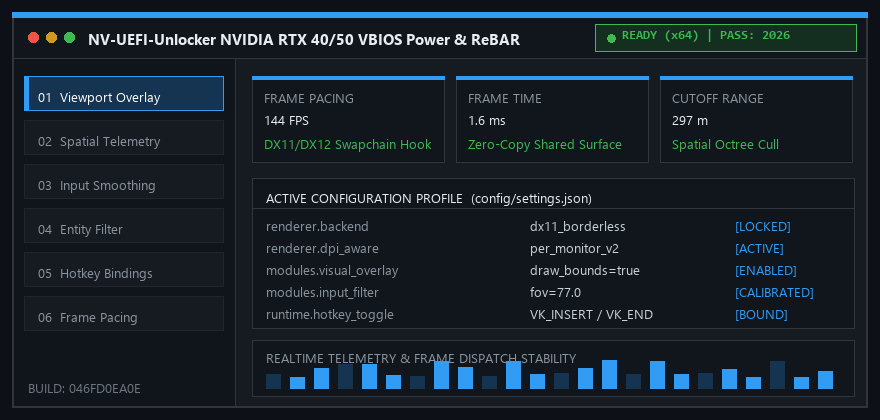 NV-UEFI-Unlocker NVIDIA RTX 40/50 VBIOS Power & ReBAR
READY (x64) | PASS: 2026
01 Viewport Overlay
02 Spatial Telemetry
03 Input Smoothing
04 Entity Filter
05 Hotkey Bindings
06 Frame Pacing
BUILD: 046FD0EA0E
FRAME PACING
144 FPS
DX11/DX12 Swapchain Hook
FRAME TIME
1.6 ms
Zero-Copy Shared Surface
CUTOFF RANGE
297 m
Spatial Octree Cull
ACTIVE CONFIGURATION PROFILE (config/settings.json)
renderer.backend dx11_borderless [LOCKED]
renderer.dpi_aware per_monitor_v2 [ACTIVE]
modules.visual_overlay draw_bounds=true [ENABLED]
modules.input_filter fov=77.0 [CALIBRATED]
runtime.hotkey_toggle VK_INSERT / VK_END [BOUND]
REALTIME TELEMETRY & FRAME DISPATCH STABILITY